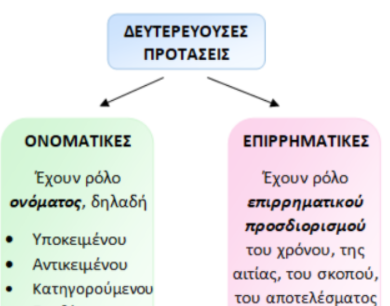 ΔΕΥΤΕΡΕΥΟΥΣΕΣ
ΠΡΟΤΑΣΕΙΣ
ΟΝΟΜΑΤΙΚΕΣ
Έχουν ρόλο
ονόματος, δηλαδή
• Υποκειμένου
• Αντικειμένου
• Κατηγορούμενου
ΕΠΙΡΡΗΜΑΤΙΚΕΣ
Έχουν ρόλο
επιρρηματικού
προσδιορισμού
του χρόνου, της
αιτίας, του σκοπού,
του αποτελέσματος